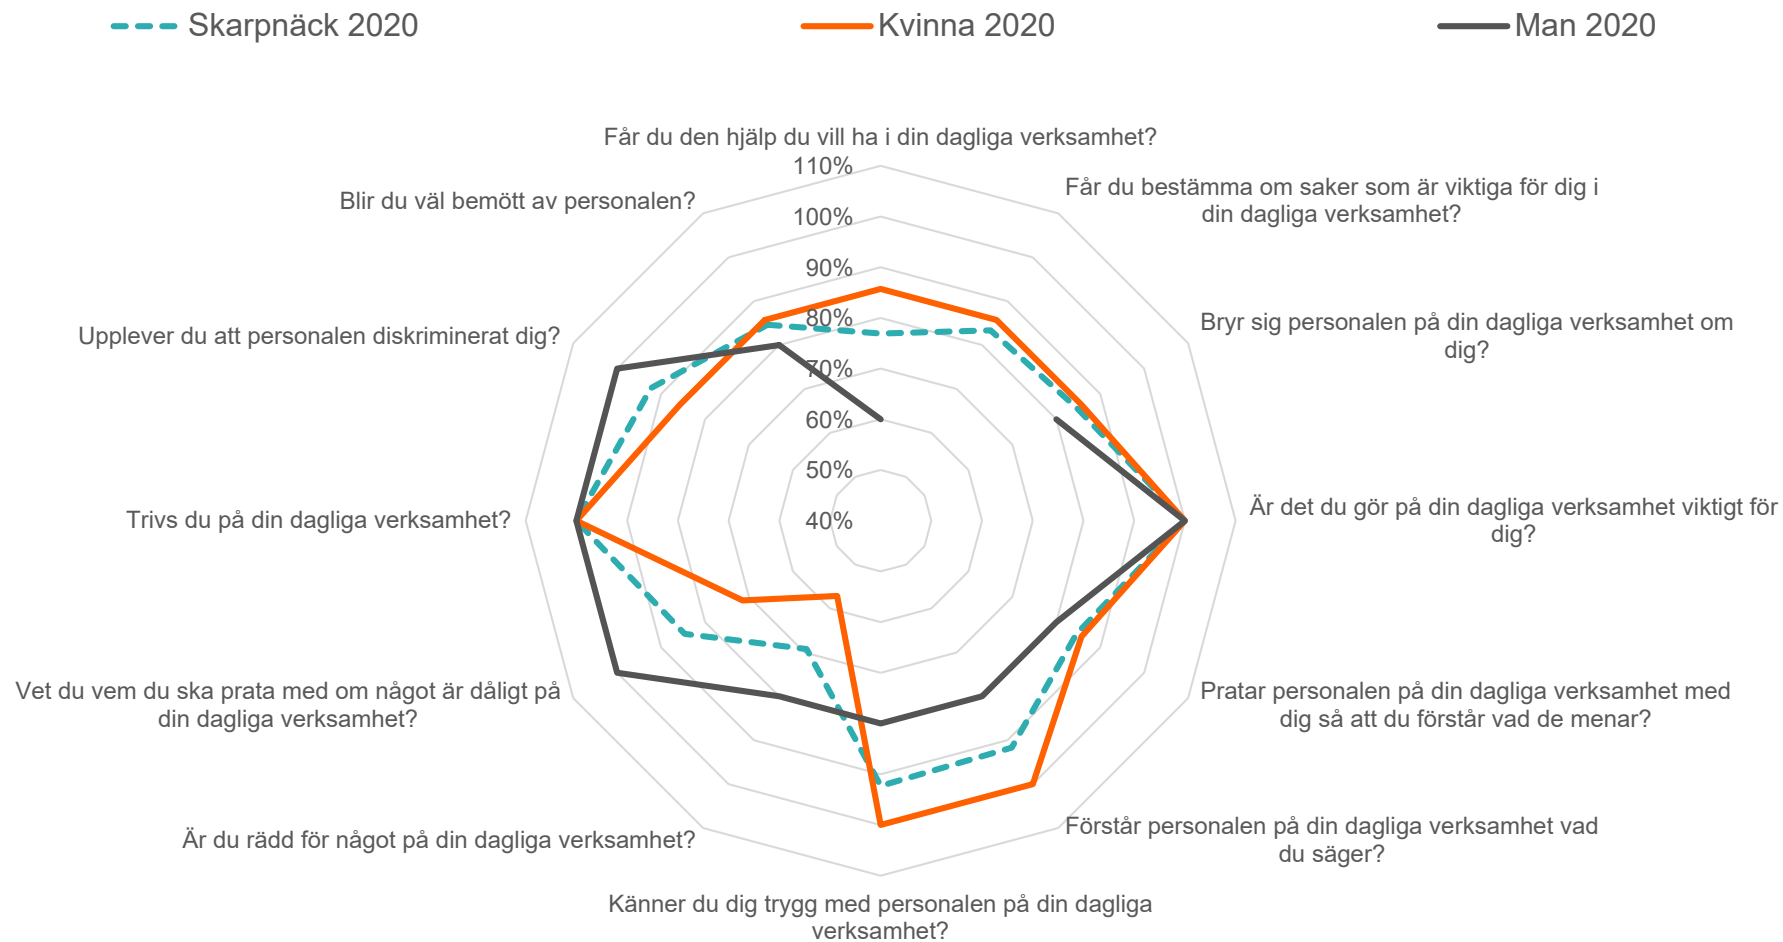 Skarpnäck 2020
Kvinna 2020
Man 2020
Får du den hjälp du vill ha i din dagliga verksamhet?
110%
100%
90%
80%
70%
60%
50%
40%
Får du bestämma om saker som är viktiga för dig i
din dagliga verksamhet?
Bryr sig personalen på din dagliga verksamhet om
dig?
Är det du gör på din dagliga verksamhet viktigt för
dig?
Pratar personalen på din dagliga verksamhet med
dig så att du förstår vad de menar?
Förstår personalen på din dagliga verksamhet vad
du säger?
Känner du dig trygg med personalen på din dagliga
verksamhet?
Är du rädd för något på din dagliga verksamhet?
Vet du vem du ska prata med om något är dåligt på
din dagliga verksamhet?
Trivs du på din dagliga verksamhet?
Upplever du att personalen diskriminerat dig?
Blir du väl bemött av personalen?